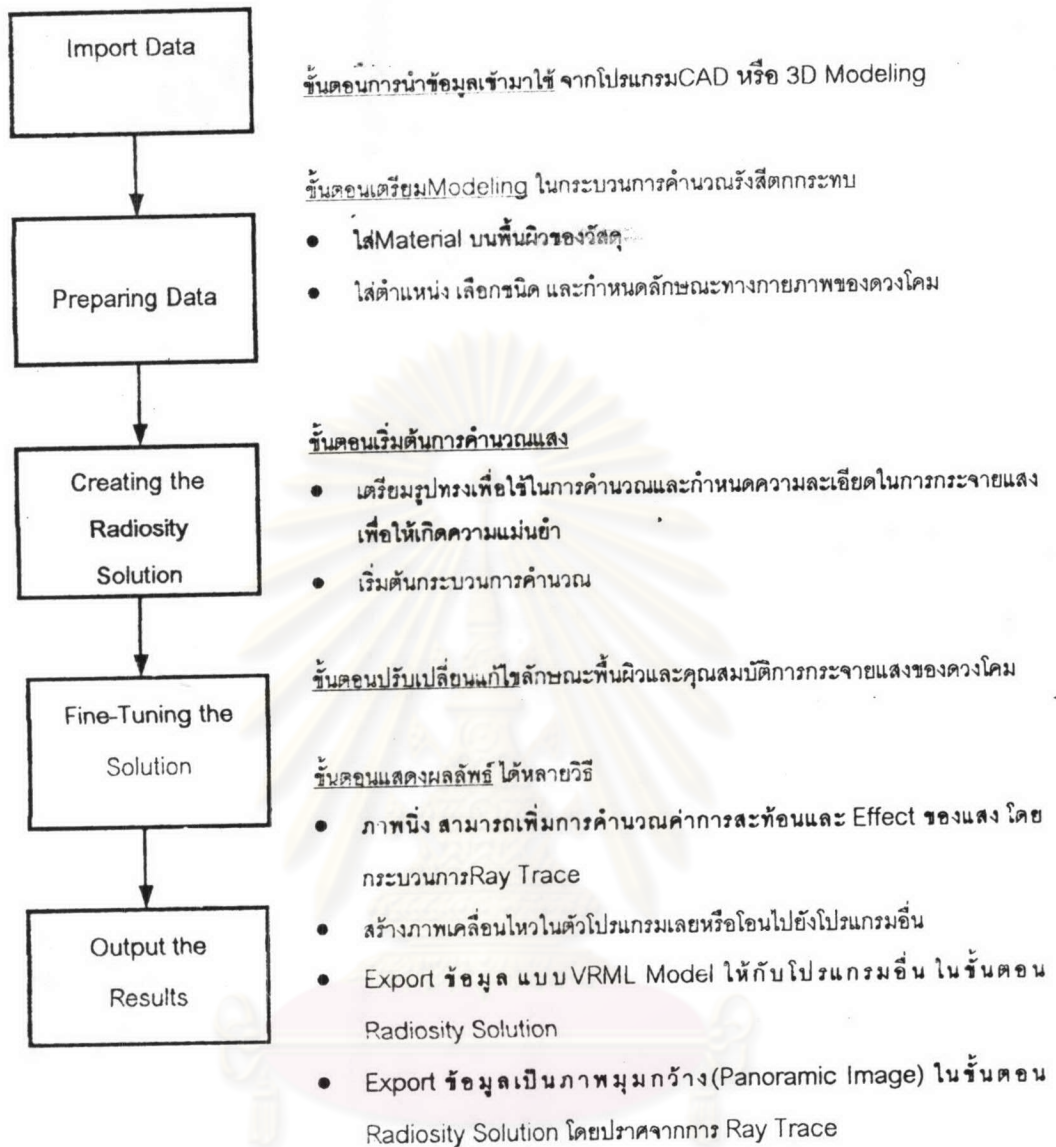 Import Data
ขั้นตอนการนำข้อมูลเข้ามาใช้ จากโปรแกรมCAD หรือ 3D Modeling
Preparing Data
ขั้นตอนเตรียมModeling ในกระบวนการคำนวณรังสีตกกระทบ
● ใส่Material บนพื้นผิวของวัสดุ
● ใส่ตำแหน่ง เลือกชนิด และกำหนดลักษณะทางกายภาพของดวงโคม
Creating the
Radiosity
Solution
ขั้นตอนเริ่มต้นการคำนวณแสง
● เตรียมรูปทรงเพื่อใช้ในการคำนวณและกำหนดความละเอียดในการกระจายแสง
เพื่อให้เกิดความแม่นยำ
● เริ่มต้นกระบวนการคำนวณ
Fine-Tuning the
Solution
ขั้นตอนปรับเปลี่ยนแก้ไขลักษณะพื้นผิวและคุณสมบัติการกระจายแสงของดวงโคม
Output the
Results
ขั้นตอนแสดงผลลัพธ์ ได้หลายวิธี
● ภาพนิ่ง สามารถเพิ่มการคำนวณค่าการสะท้อนและ Effect ของแสง โดย
กระบวนการRay Trace
● สร้างภาพเคลื่อนไหวในตัวโปรแกรมเลยหรือโอนไปยังโปรแกรมอื่น
● Export ข้อมูล แบบVRML Model ให้กับโปรแกรมอื่น ในขั้นตอน
Radiosity Solution
● Export ข้อมูลเป็นภาพมุมกว้าง(Panoramic Image) ในขั้นตอน
Radiosity Solution โดยปราศจากการ Ray Trace